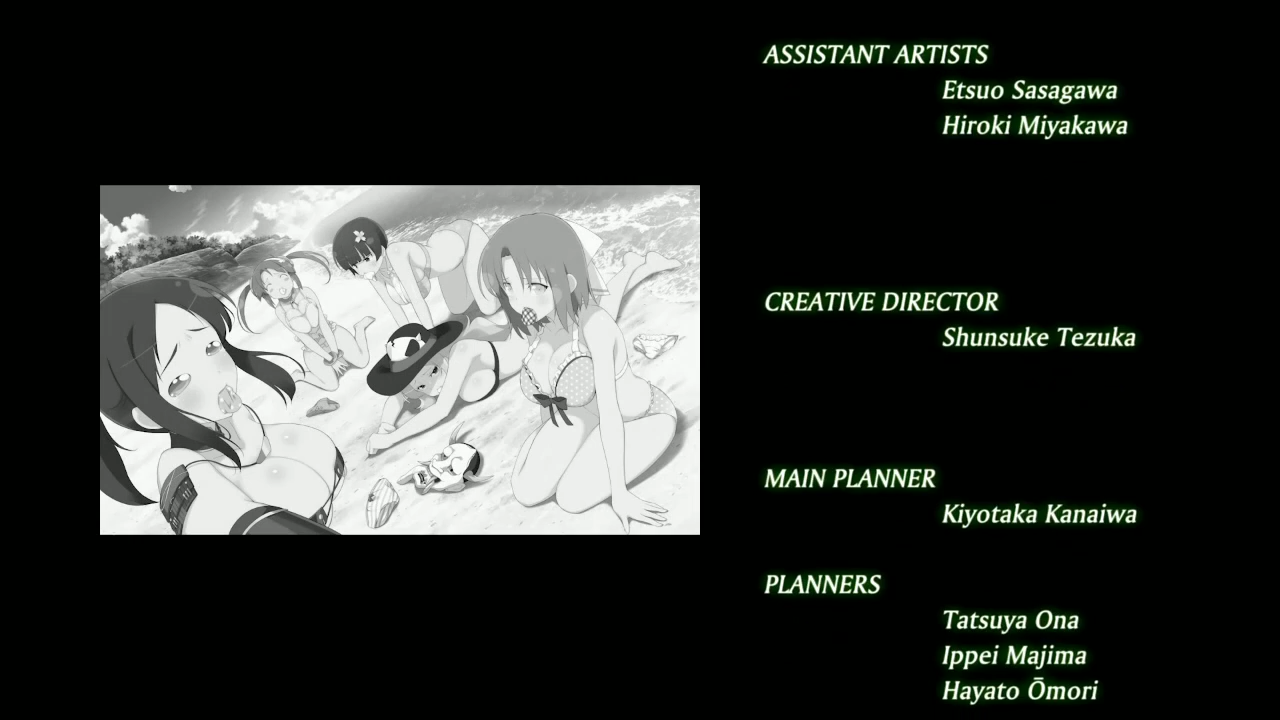 ASSISTANT ARTISTS
Etsuo Sasagawa
Hiroki Miyakawa
CREATIVE DIRECTOR
Shunsuke Tezuka
MAIN PLANNER
Kiyotaka Kanaiwa
PLANNERS
Tatsuya Ona
Ippei Majima
Hayato Ōmori